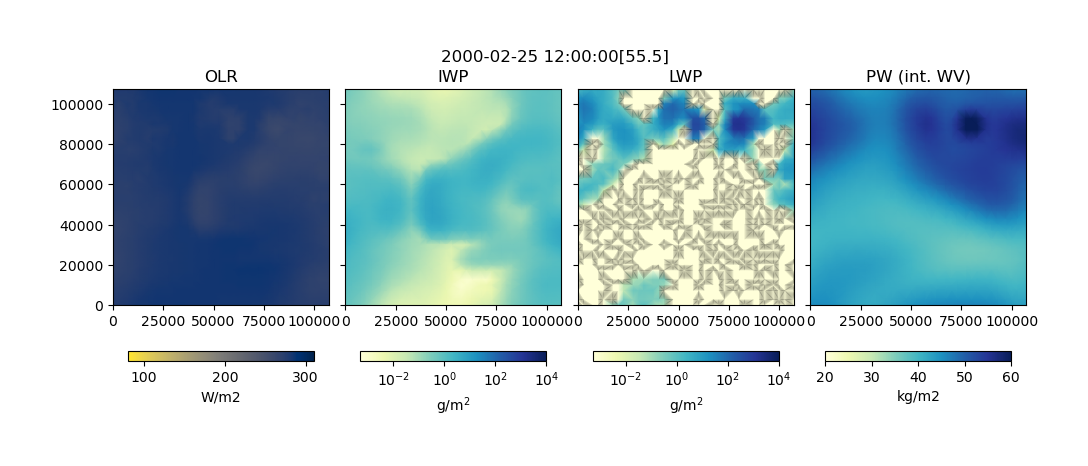 2000-02-25 12:00:00[55.5]
OLR IWP LWP PW (int. WV)
100000
80000
60000
40000
20000
0
0 25000 50000 75000 100000 0 25000 50000 75000 100000 0 25000 50000 75000 100000 0 25000 50000 75000 100000
100 200 300 10⁻² 10⁰ 10² 10⁴ 10⁻² 10⁰ 10² 10⁴ 20 30 40 50 60
W/m2 g/m² g/m² kg/m2